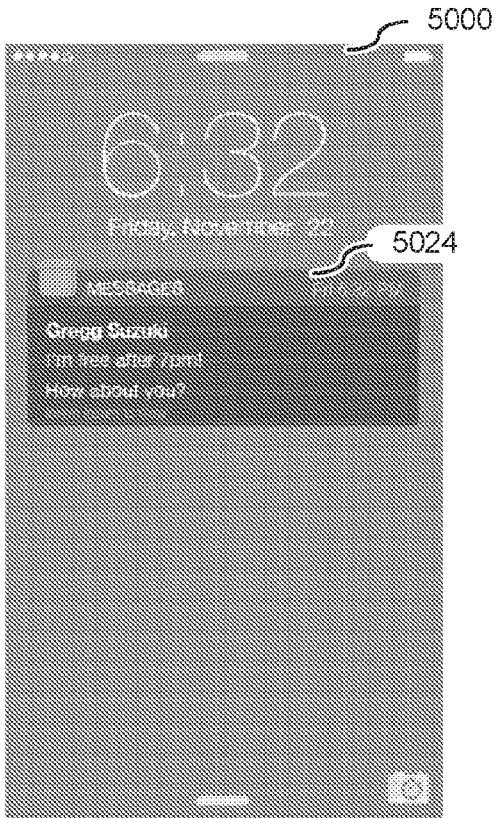 5000
6:32
Friday, November 22
5024
MESSAGES
Gregg Suzuki
I'm free after 7pm!
How about you?